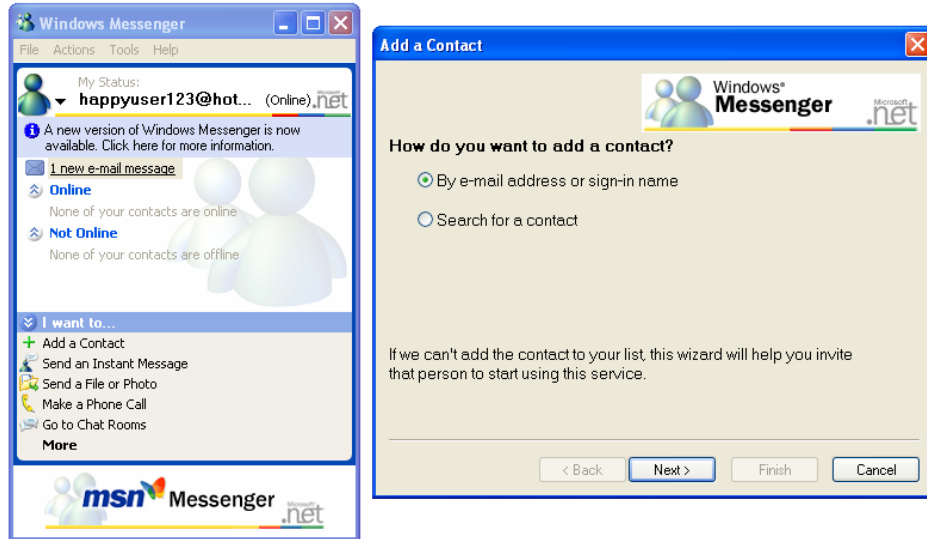 Windows Messenger
File Actions Tools Help
My Status:
happyuser123@hot... (Online)
.net
A new version of Windows Messenger is now
available. Click here for more information.
1 new e-mail message
Online
None of your contacts are online
Not Online
None of your contacts are offline
I want to...
Add a Contact
Send an Instant Message
Send a File or Photo
Make a Phone Call
Go to Chat Rooms
More
msn Messenger
Microsoft
.net
Add a Contact
Windows®
Messenger
Microsoft
.net
How do you want to add a contact?
By e-mail address or sign-in name
Search for a contact
If we can't add the contact to your list, this wizard will help you invite
that person to start using this service.
< Back Next > Finish Cancel